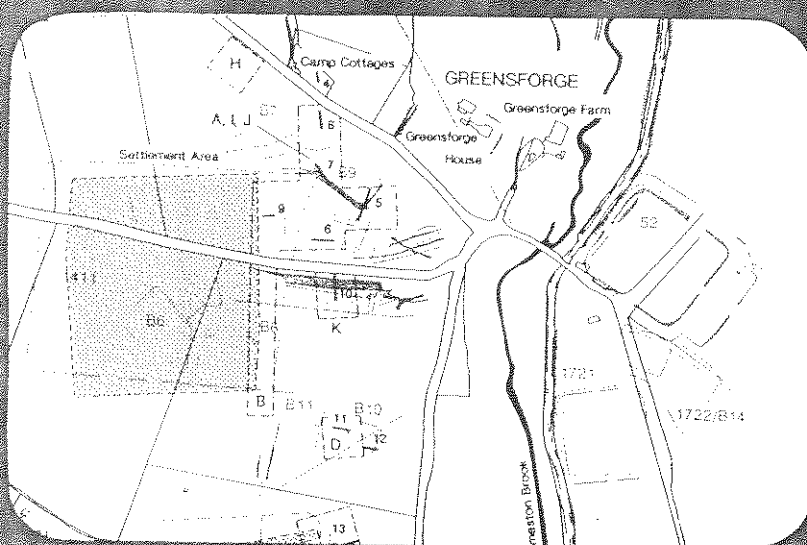 H
Camp Cottages
GREENSFORGE
A, I, J
8
Greensforge Farm
Greensforge
House
Settlement Area
7
5
9
6
52
10
B6
K
B
B11
B10
11
D
12
1721
1722/B14
13